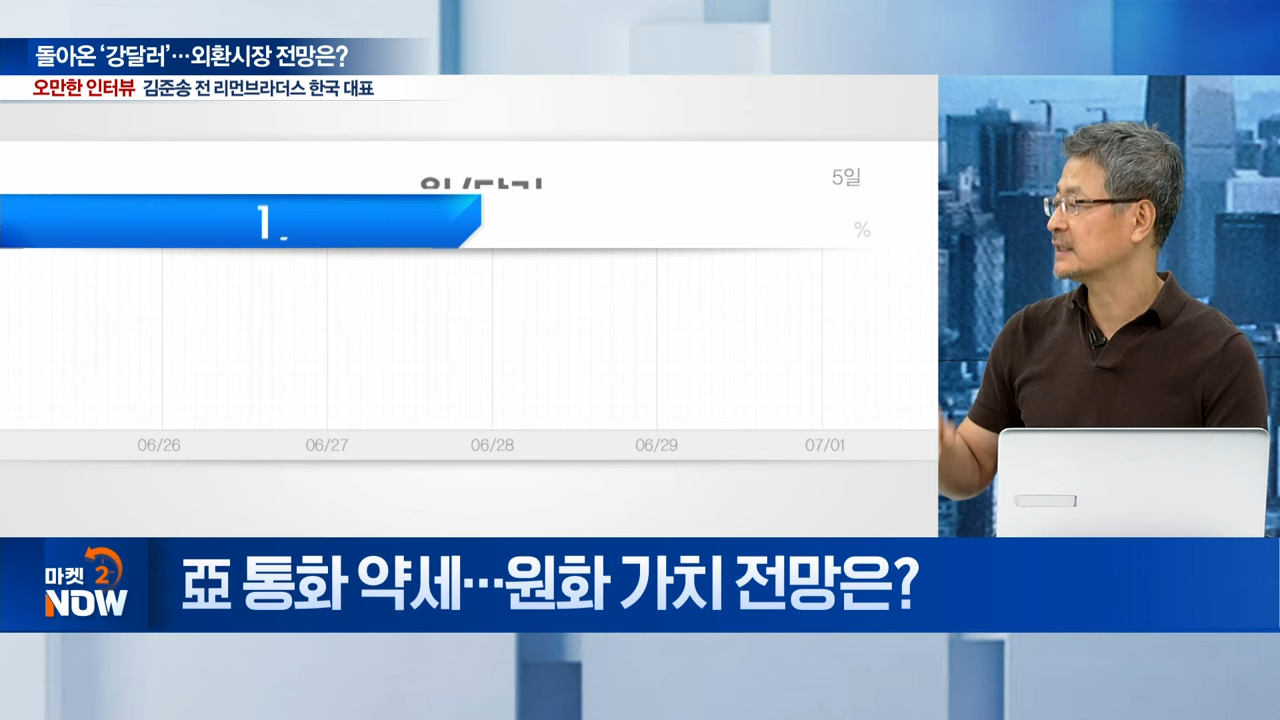 돌아온 ‘강달러’…외환시장 전망은?
오만한 인터뷰 김준송 전 리먼브라더스 한국 대표
5일
1
%
06/26 06/27 06/28 06/29 07/01
마켓 2
NOW
亞 통화 약세…원화 가치 전망은?